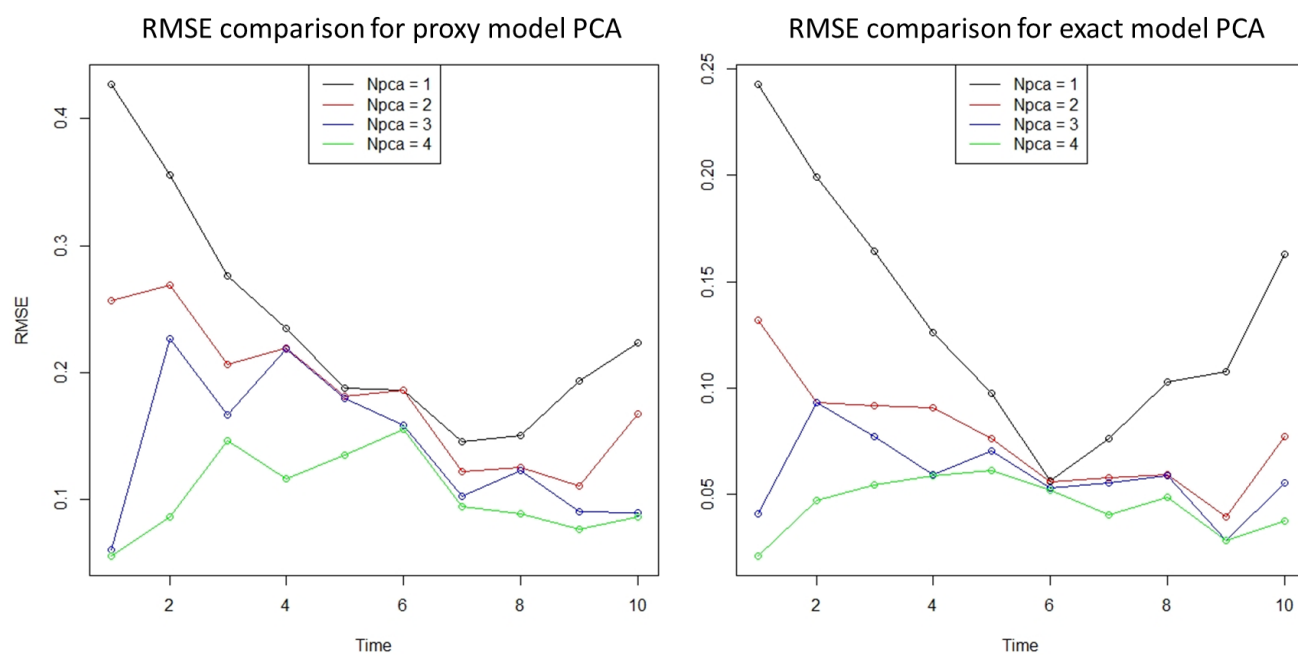 RMSE comparison for proxy model PCA
Npca = 1
Npca = 2
Npca = 3
Npca = 4
0.4
0.3
0.2
0.1
RMSE
2 4 6 8 10
Time
RMSE comparison for exact model PCA
Npca = 1
Npca = 2
Npca = 3
Npca = 4
0.25
0.20
0.15
0.10
0.05
2 4 6 8 10
Time